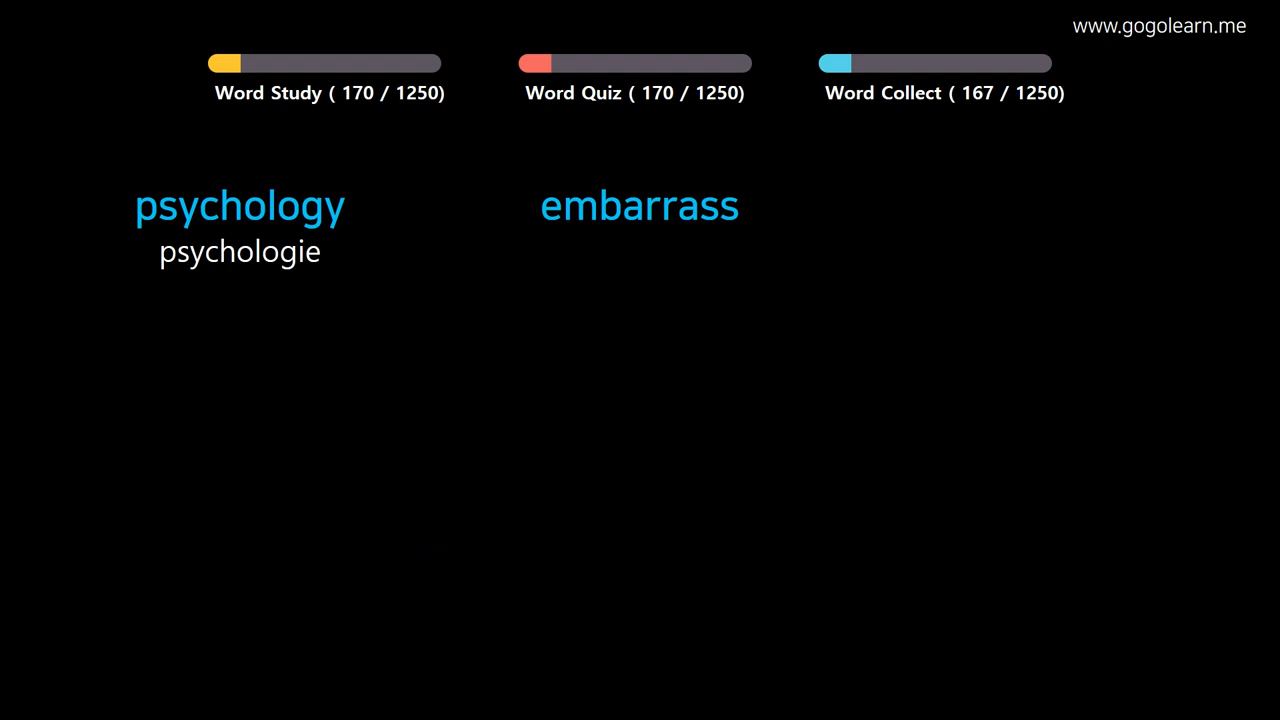 www.gogolearn.me
Word Study ( 170 / 1250)
Word Quiz ( 170 / 1250)
Word Collect ( 167 / 1250)
psychology
psychologie
embarrass